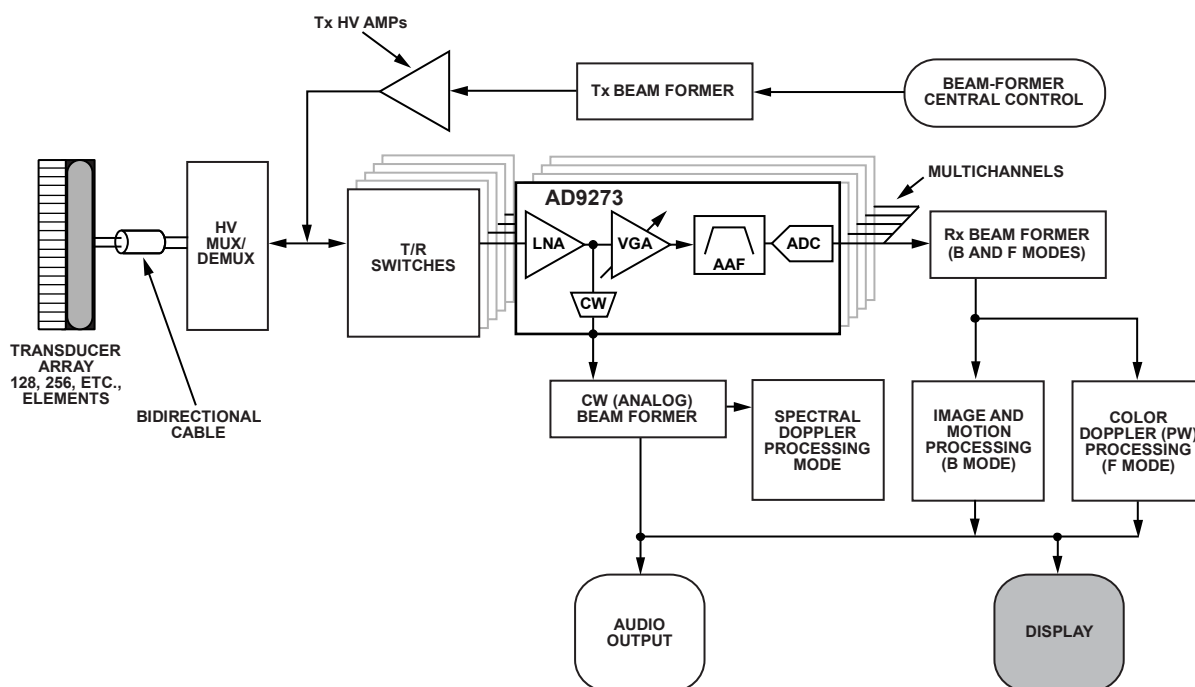 Tx HV AMPs
Tx BEAM FORMER
BEAM-FORMER
CENTRAL CONTROL
MULTICHANNELS
HV
MUX/
DEMUX
T/R
SWITCHES
AD9273
LNA
VGA
AAF
ADC
CW
Rx BEAM FORMER
(B AND F MODES)
TRANSDUCER
ARRAY
128, 256, ETC.,
ELEMENTS
BIDIRECTIONAL
CABLE
CW (ANALOG)
BEAM FORMER
SPECTRAL
DOPPLER
PROCESSING
MODE
IMAGE AND
MOTION
PROCESSING
(B MODE)
COLOR
DOPPLER (PW)
PROCESSING
(F MODE)
AUDIO
OUTPUT
DISPLAY